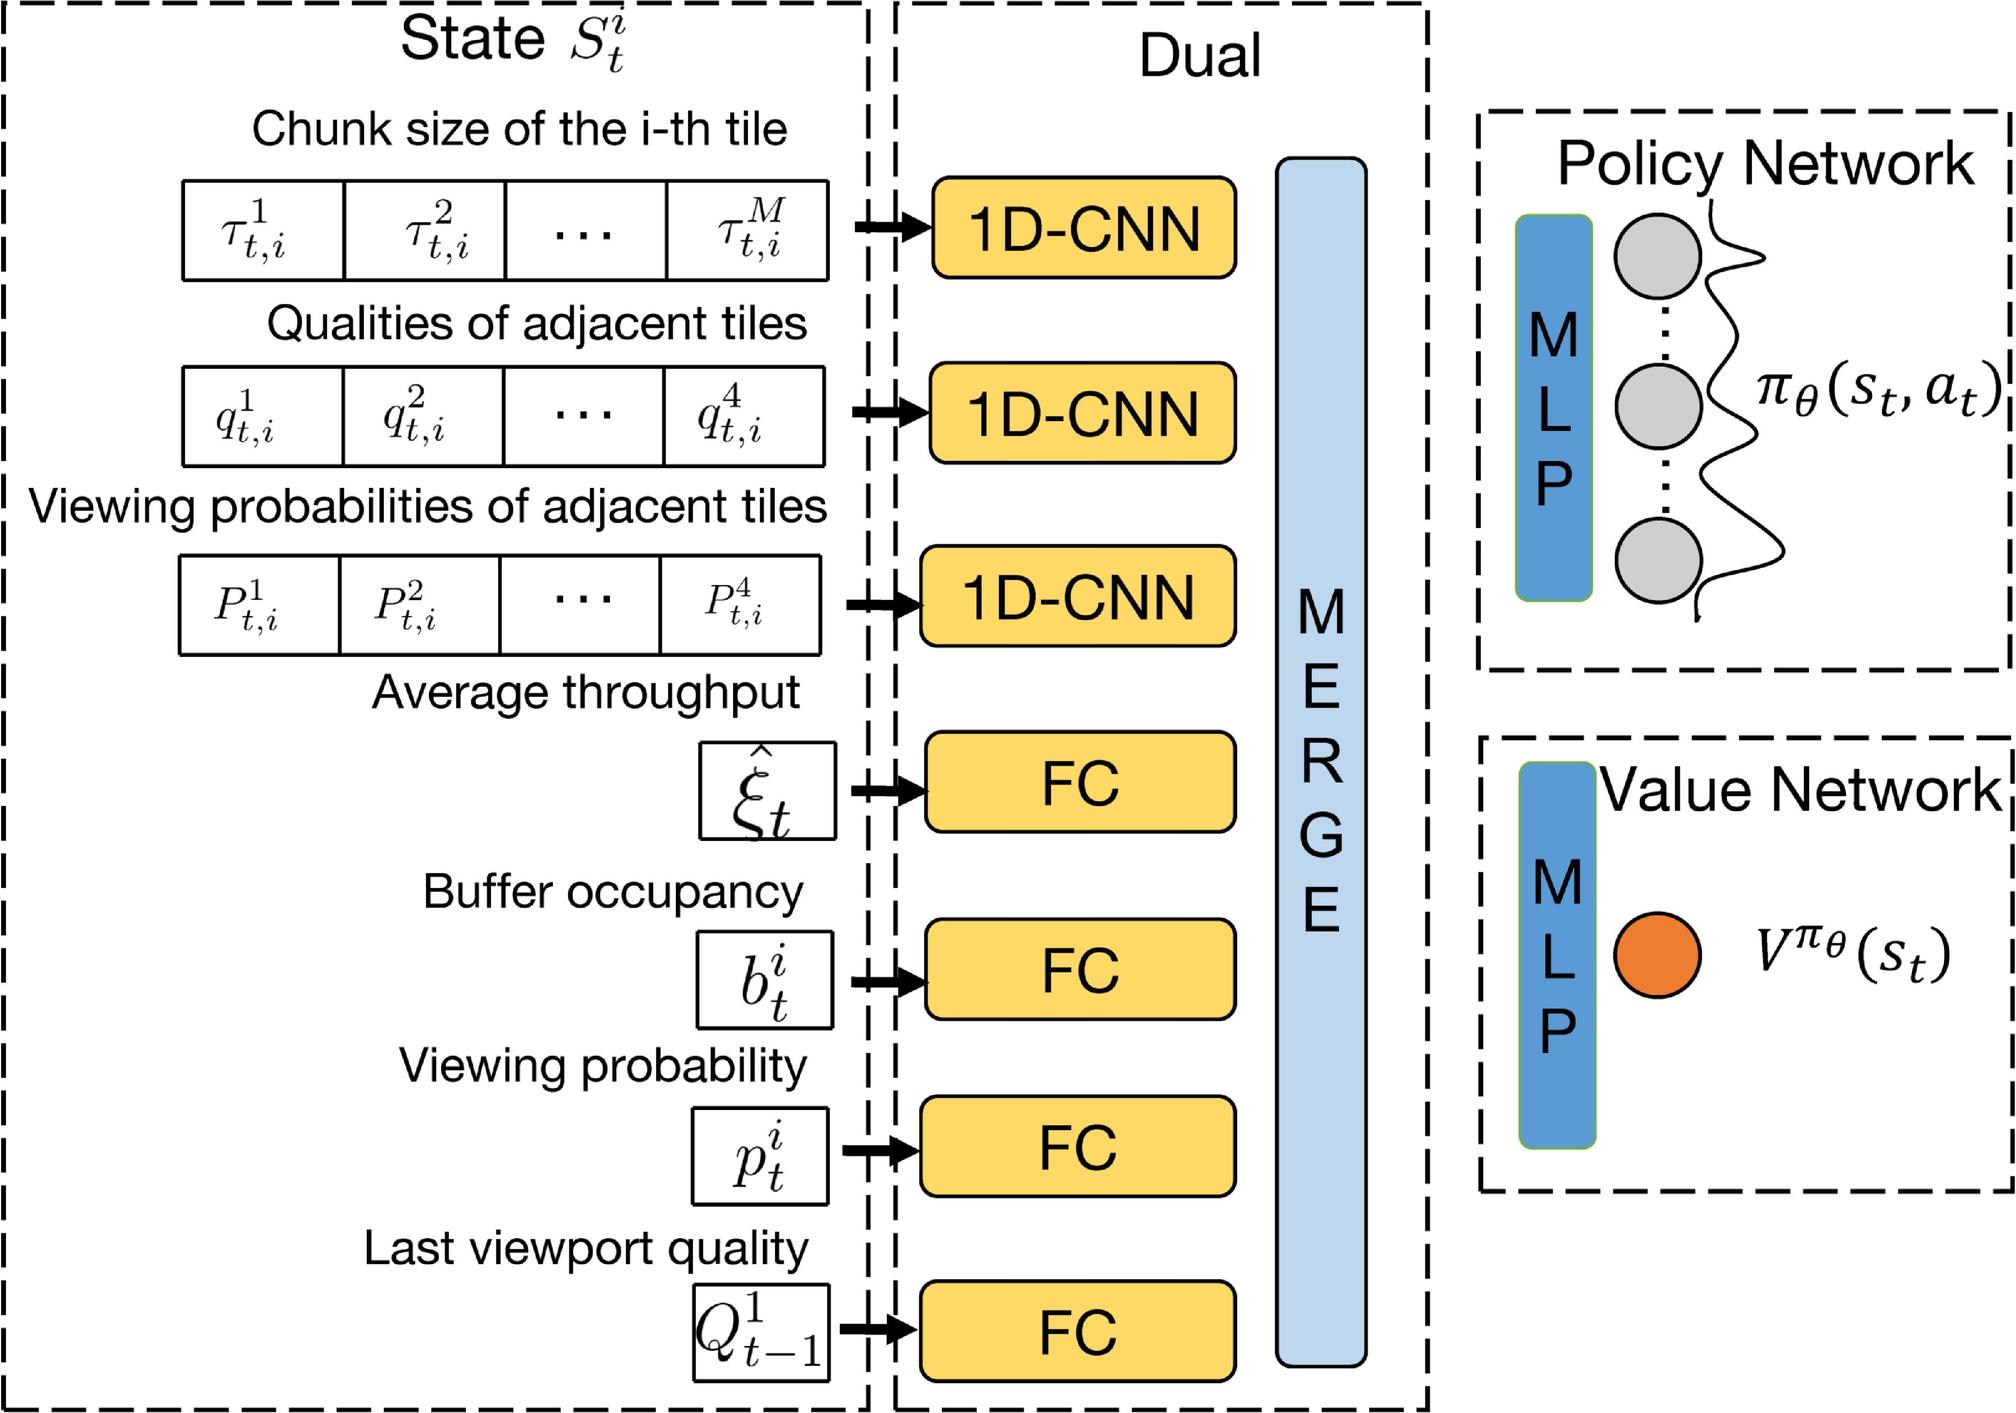 State $S_t^i$
Chunk size of the i-th tile
$\tau_{t,i}^1$ $\tau_{t,i}^2$ ··· $\tau_{t,i}^M$
Qualities of adjacent tiles
$q_{t,i}^1$ $q_{t,i}^2$ ··· $q_{t,i}^4$
Viewing probabilities of adjacent tiles
$P_{t,i}^1$ $P_{t,i}^2$ ··· $P_{t,i}^4$
Average throughput
$\hat{\xi}_t$
Buffer occupancy
$b_t^i$
Viewing probability
$p_t^i$
Last viewport quality
$Q_{t-1}^1$
Dual
1D-CNN
1D-CNN
1D-CNN
FC
FC
FC
FC
MERGE
Policy Network
MLP
$\pi_\theta(s_t, a_t)$
Value Network
MLP
$V^{\pi_\theta}(s_t)$